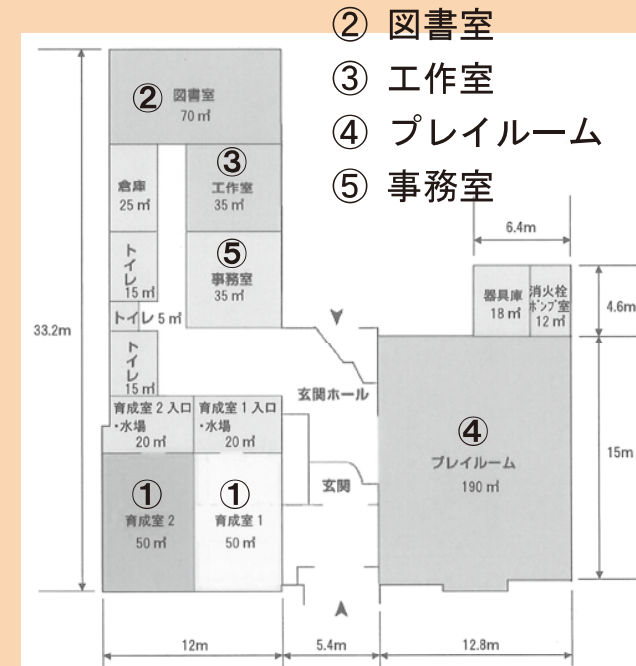 ② 図書室
③ 工作室
④ プレイルーム
⑤ 事務室
② 図書室
70㎡
倉庫
25㎡
③
工作室
35㎡
トイレ
15㎡
⑤
事務室
35㎡
トイレ 5㎡
トイレ
15㎡
33.2m
6.4m
器具庫
18㎡
消火栓
ポンプ室
12㎡
4.6m
玄関ホール
育成室2入口
・水場
20㎡
育成室1入口
・水場
20㎡
④
プレイルーム
190㎡
15m
玄関
①
育成室2
50㎡
①
育成室1
50㎡
12m
5.4m
12.8m